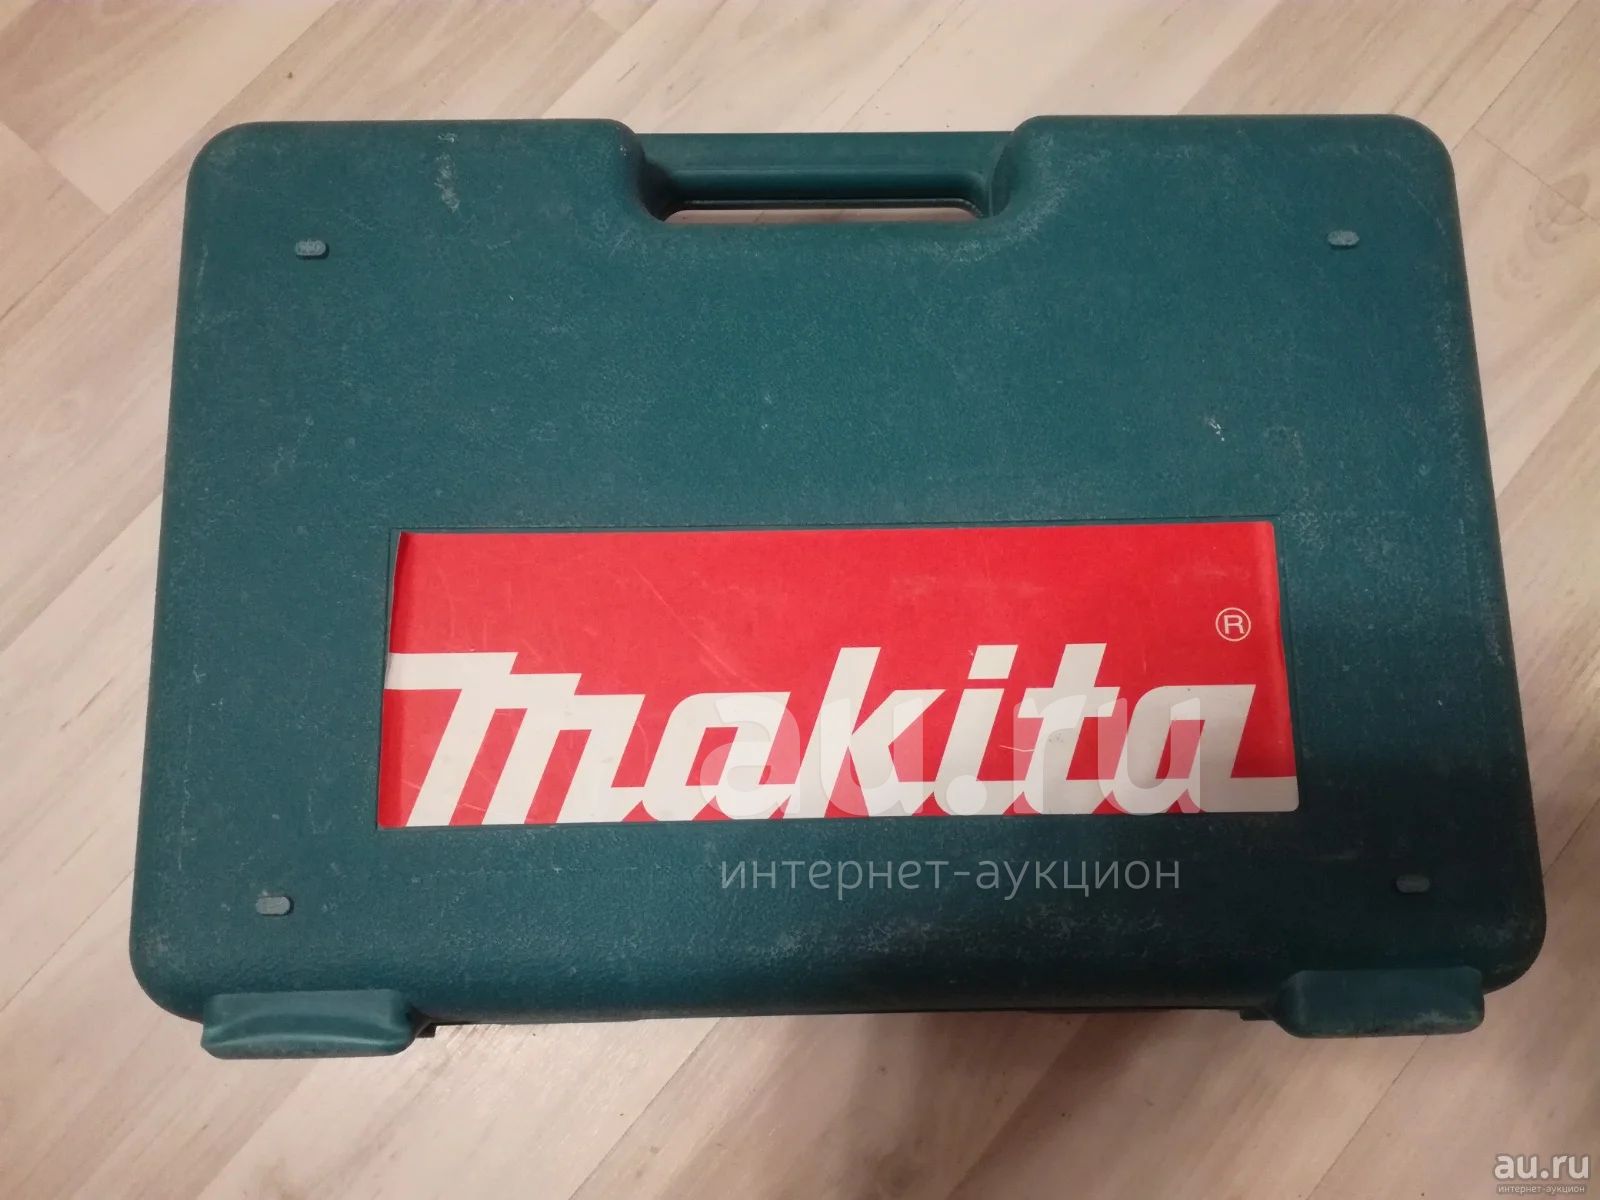 ®
makita
au.ru
интернет-аукцион
au.ru
интернет-аукцион